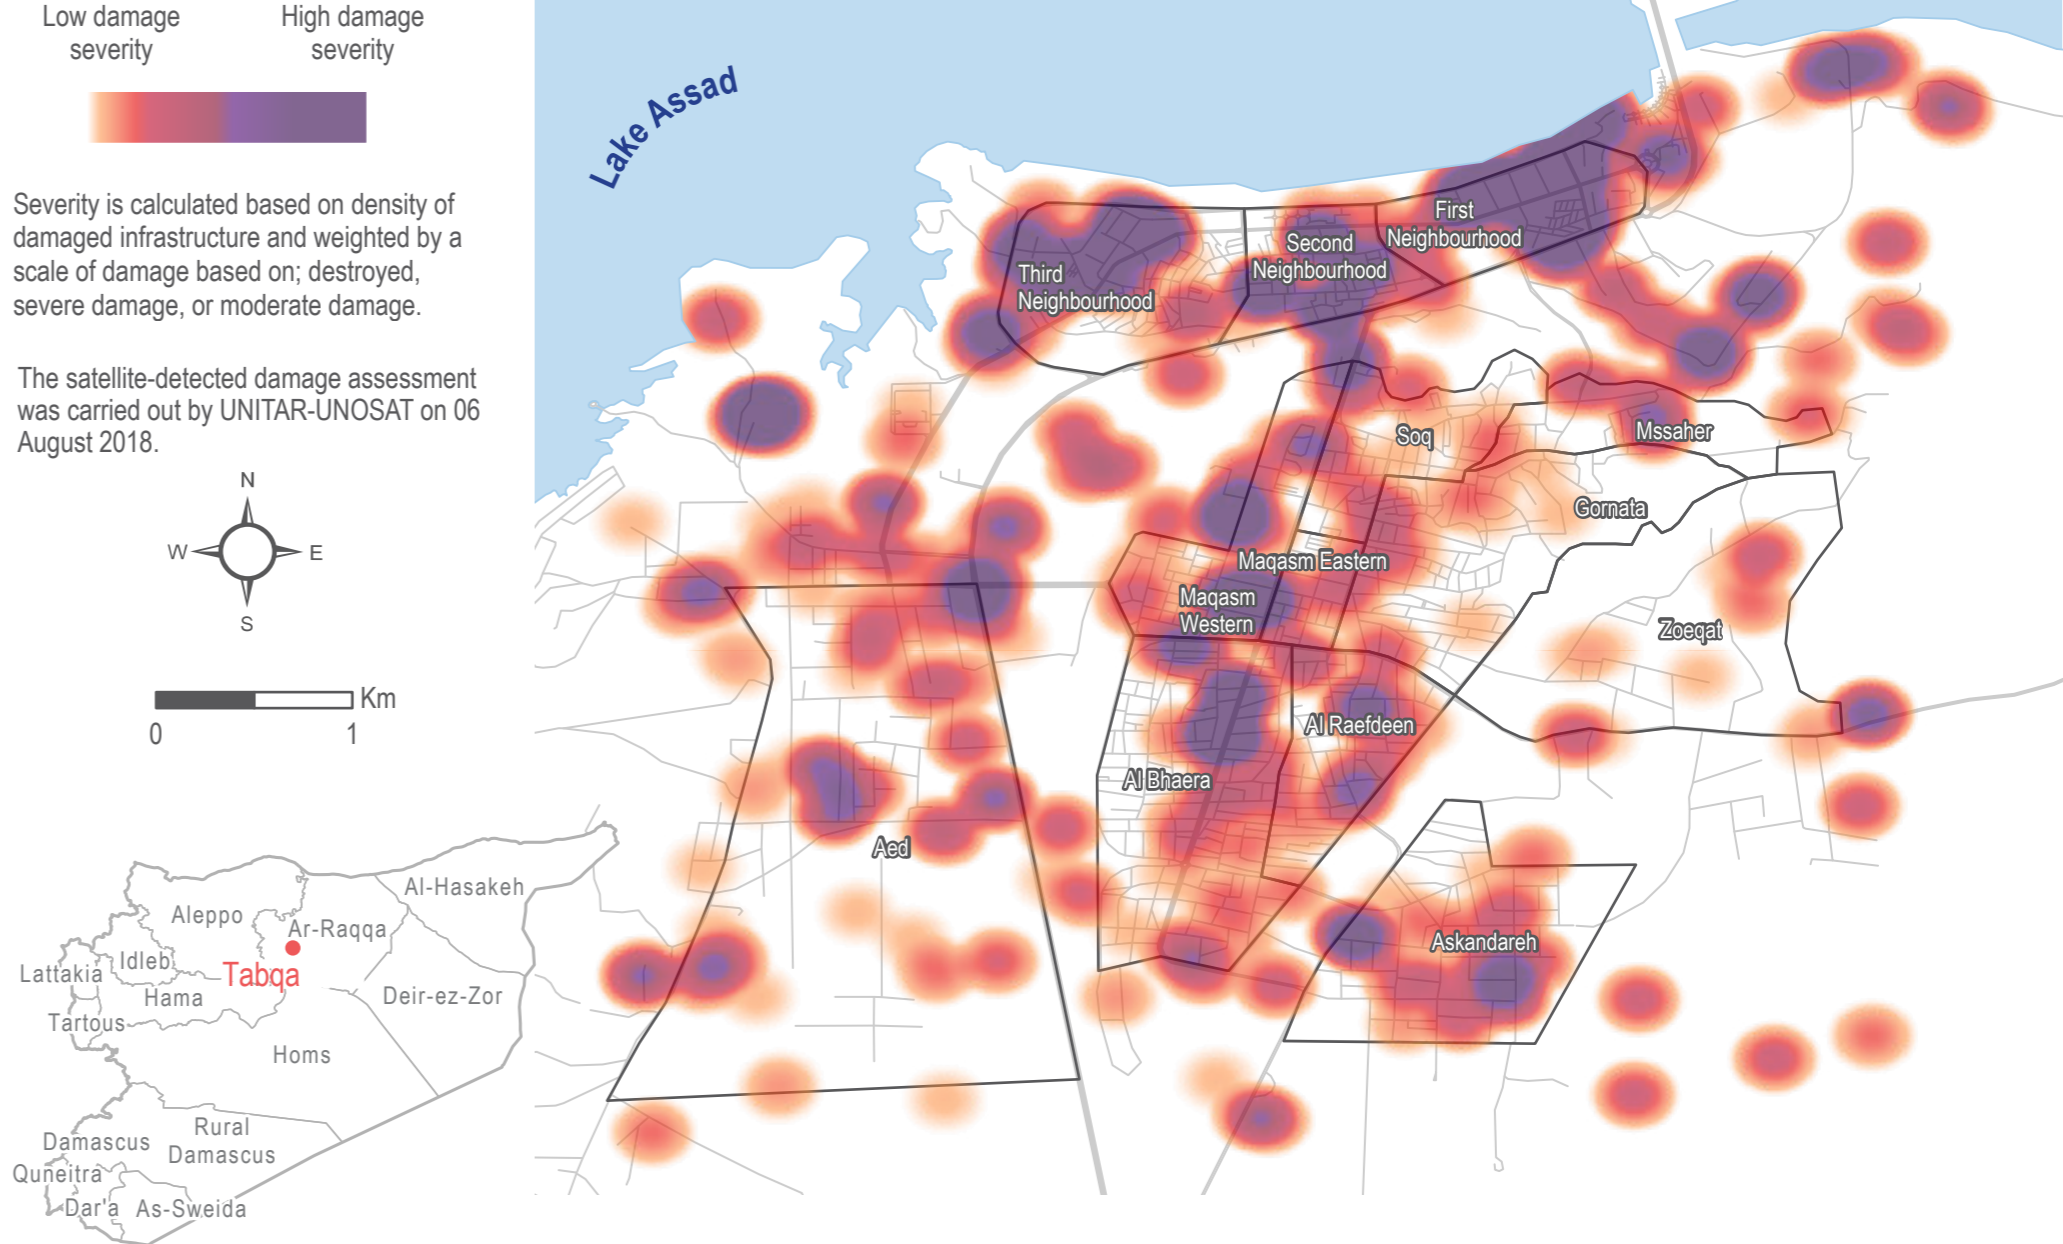 Low damage
severity
High damage
severity
Severity is calculated based on density of
damaged infrastructure and weighted by a
scale of damage based on; destroyed,
severe damage, or moderate damage.
The satellite-detected damage assessment
was carried out by UNITAR-UNOSAT on 06
August 2018.
N
W
E
S
Km
0
1
Al-Hasakeh
Aleppo
Ar-Raqqa
Idleb
Lattakia
Tabqa
Hama
Deir-ez-Zor
Tartous
Homs
Rural
Damascus
Damascus
Quneitra
Dar'a
As-Sweida
Lake Assad
First
Neighbourhood
Second
Neighbourhood
Third
Neighbourhood
Soq
Mssaher
Gornata
Maqasm Eastern
Maqasm
Western
Zoeqat
Al Raefdeen
Al Bhaera
Aed
Askandareh